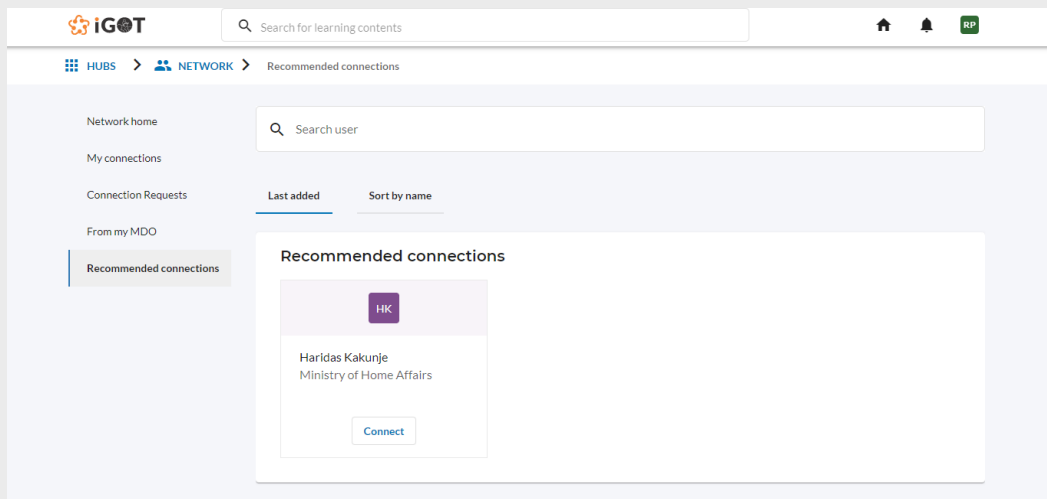 iGOT
Search for learning contents
RP
HUBS NETWORK Recommended connections
Network home
My connections
Connection Requests
From my MDO
Recommended connections
Search user
Last added Sort by name
Recommended connections
HK
Haridas Kakunje
Ministry of Home Affairs
Connect